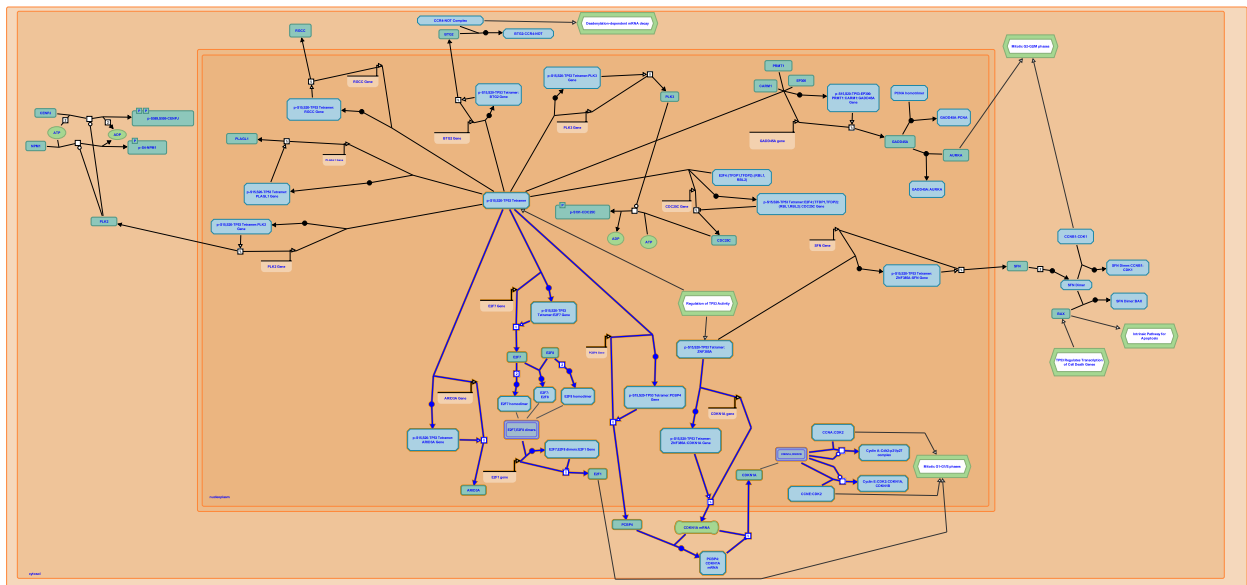 CCR4-NOT Complex
Deadenylation-dependent mRNA decay
RGCC
BTG2
BTG2:CCR4-NOT
Mitotic G2-G2/M phases
PRMT1
p-S15,S20-TP53 Tetramer:PLK3
Gene
RGCC Gene
CARM1
EP300
PLK3
p-S15,S20-TP53 Tetramer:
BTG2 Gene
p-S15,S20-TP53:EP300:
PRMT1:CARM1:GADD45A
Gene
PCNA homotrimer
p-S15,S20-TP53 Tetramer:
RGCC Gene
GADD45A:PCNA
ATP
ADP
PLK3 Gene
BTG2 Gene
PLAGL1
GADD45A gene
GADD45A
AURKA
PLAGL1 Gene
E2F4:(TFDP1,TFDP2):(RBL1,
RBL2)
GADD45A:AURKA
p-S15,S20-TP53 Tetramer:
PLAGL1 Gene
p-S15,S20-TP53 Tetramer
CDC25C Gene
PLK2
p-S15,S20-TP53 Tetramer:PLK2
Gene
ADP
ATP
CDC25C
SFN Gene
CCNB1:CDK1
PLK2 Gene
SFN
SFN Dimer:CCNB1:
CDK1
p-S15,S20-TP53 Tetramer:
ZNF385A:SFN Gene
SFN Dimer
E2F7 Gene
Regulation of TP53 Activity
SFN Dimer:BAX
p-S15,S20-TP53
Tetramer:E2F7 Gene
BAX
Intrinsic Pathway for
Apoptosis
p-S15,S20-TP53 Tetramer:
ZNF385A
E2F7
E2F8
PCBP4 Gene
TP53 Regulates Transcription
of Cell Death Genes
ARID3A Gene
E2F7 homodimer
E2F7:
E2F8
E2F8 homodimer
p-S15,S20-TP53 Tetramer:PCBP4
Gene
CDKN1A gene
E2F7/E2F8 dimers
p-S15,S20-TP53 Tetramer:
ARID3A Gene
p-S15,S20-TP53 Tetramer:
ZNF385A:CDKN1A Gene
CCNA:CDK2
E2F7/E2F8 dimers:E2F1 Gene
E2F1 gene
E2F1
CDKN1A
Mitotic G1-G1/S phases
ARID3A
CCNE:CDK2
nucleoplasm
PCBP4
CDKN1A mRNA
PCBP4:
CDKN1A
mRNA
cytosol